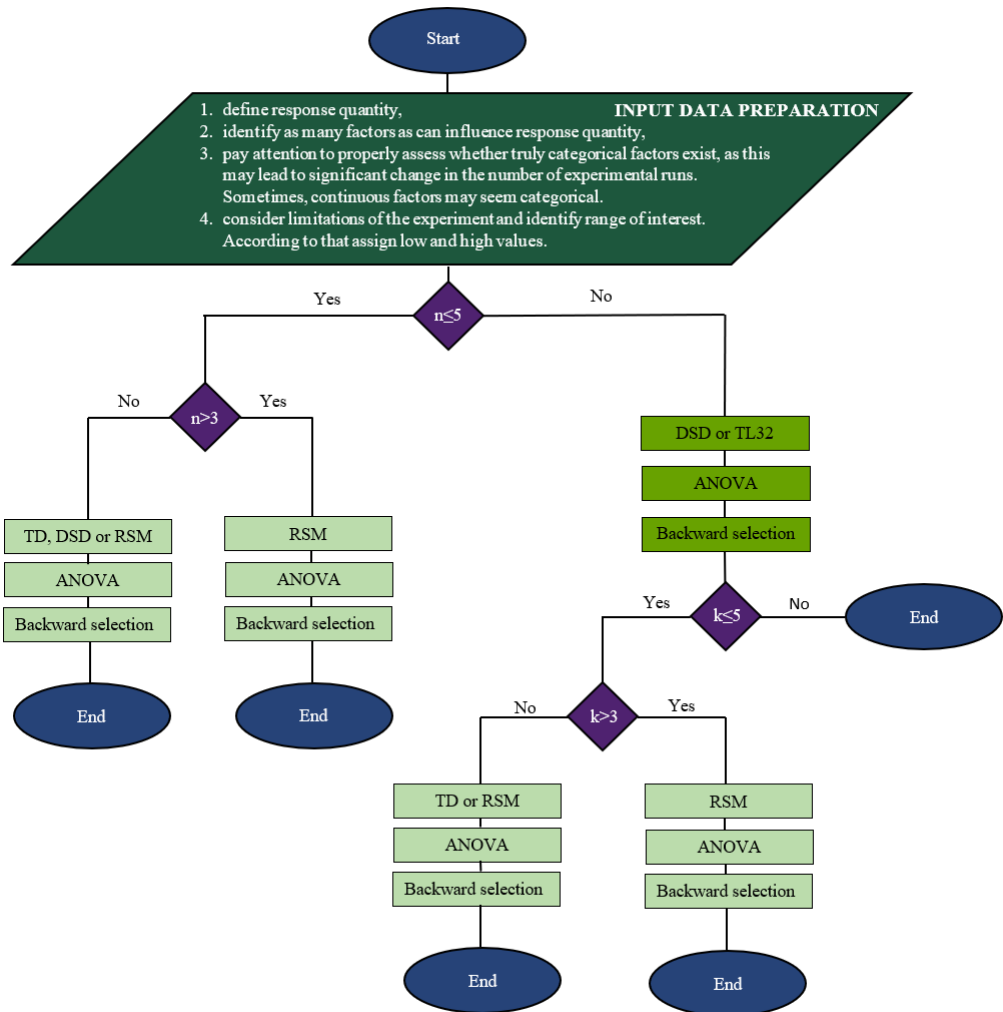 Start
INPUT DATA PREPARATION
1. define response quantity,
2. identify as many factors as can influence response quantity,
3. pay attention to properly assess whether truly categorical factors exist, as this
may lead to significant change in the number of experimental runs.
Sometimes, continuous factors may seem categorical.
4. consider limitations of the experiment and identify range of interest.
According to that assign low and high values.
Yes
n≤5
No
No
n>3
Yes
DSD or TL32
ANOVA
Backward selection
TD, DSD or RSM
ANOVA
Backward selection
End
RSM
ANOVA
Backward selection
End
Yes
k≤5
No
End
No
k>3
Yes
TD or RSM
ANOVA
Backward selection
End
RSM
ANOVA
Backward selection
End